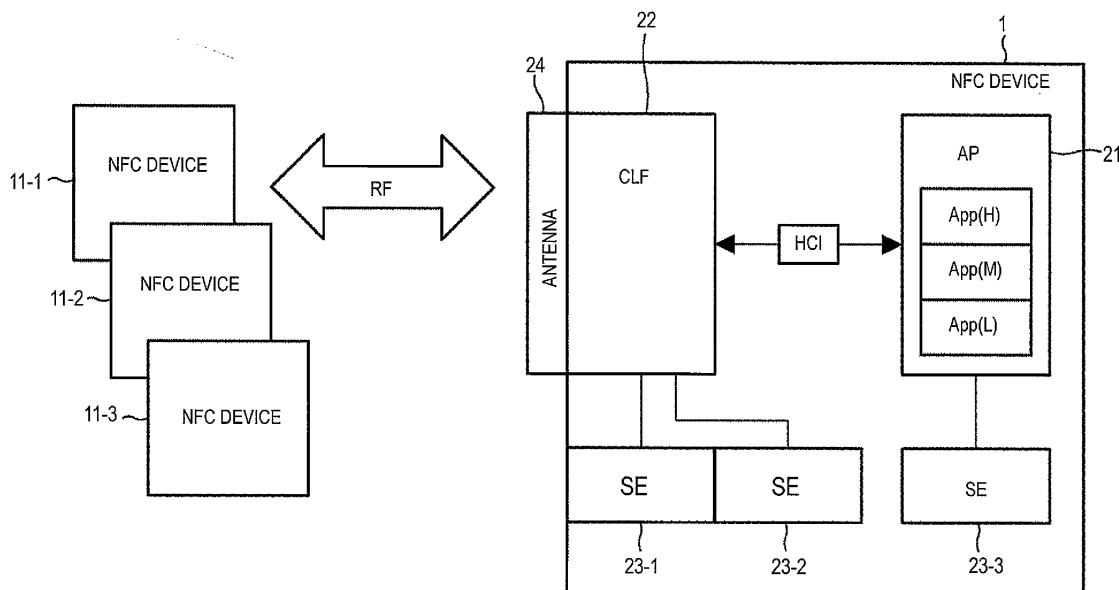 22
1
24
NFC DEVICE
NFC DEVICE
AP
21
11-1
CLF
RF
App(H)
HCI
NFC DEVICE
ANTENNA
App(M)
11-2
App(L)
11-3
NFC DEVICE
SE
SE
SE
23-1
23-2
23-3